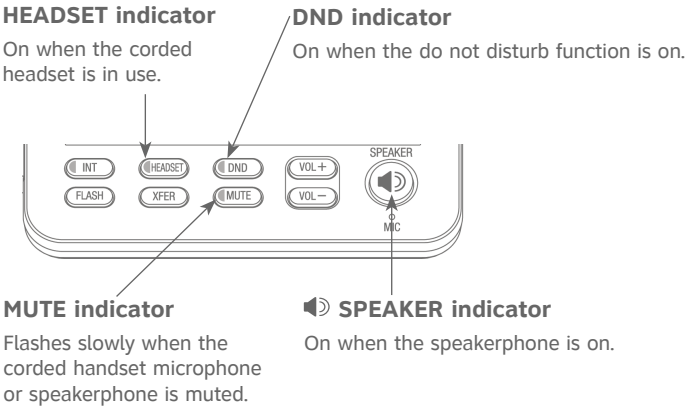 HEADSET indicator
On when the corded
headset is in use.
DND indicator
On when the do not disturb function is on.
INT
HEADSET
DND
VOL+
SPEAKER
FLASH
XFER
MUTE
VOL−
MIC
MUTE indicator
Flashes slowly when the
corded handset microphone
or speakerphone is muted.
SPEAKER indicator
On when the speakerphone is on.